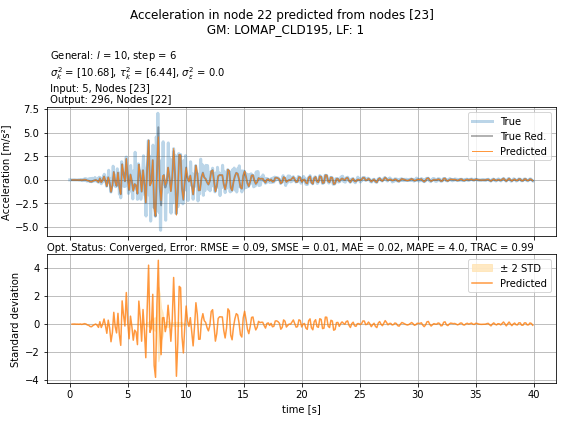 Acceleration in node 22 predicted from nodes [23]
GM: LOMAP_CLD195, LF: 1
General: l = 10, step = 6
σ²ₖ = [10.68], τ²ₖ = [6.44], σ²ε = 0.0
Input: 5, Nodes [23]
Output: 296, Nodes [22]
7.5
5.0
2.5
0.0
−2.5
−5.0
Acceleration [m/s²]
True
True Red.
Predicted
Opt. Status: Converged, Error: RMSE = 0.09, SMSE = 0.01, MAE = 0.02, MAPE = 4.0, TRAC = 0.99
4
2
0
−2
−4
Standard deviation
± 2 STD
Predicted
0 5 10 15 20 25 30 35 40
time [s]